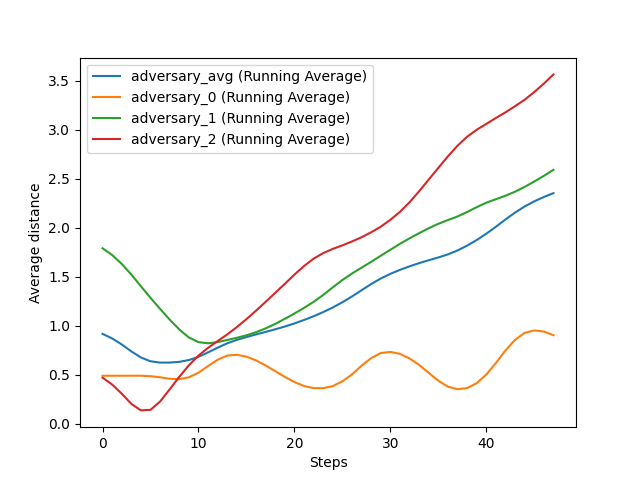 adversary_avg (Running Average)
adversary_0 (Running Average)
adversary_1 (Running Average)
adversary_2 (Running Average)
Average distance
3.5
3.0
2.5
2.0
1.5
1.0
0.5
0.0
0 10 20 30 40
Steps